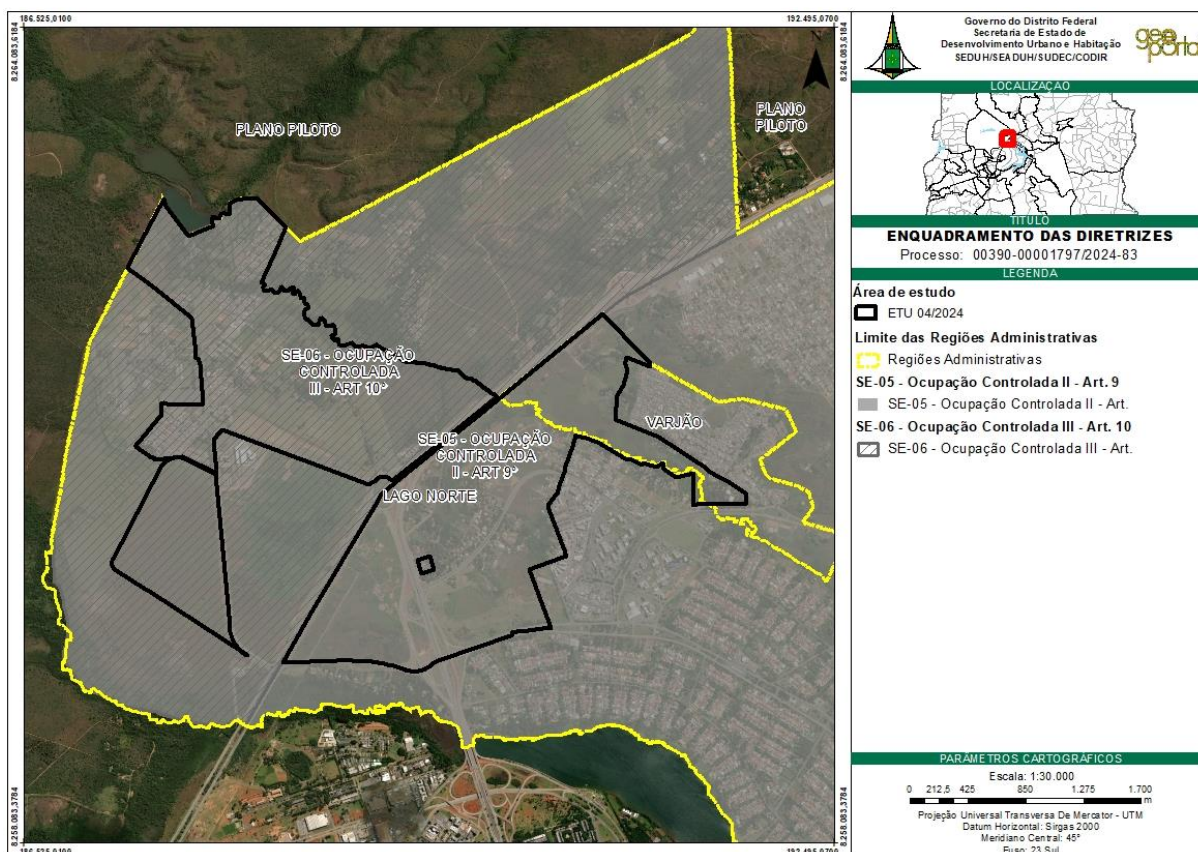 186.525,0100
192.495,0700
8.264.083,6184
8.264.083,6184
PLANO PILOTO
PLANO
PILOTO
SE-06 - OCUPAÇÃO
CONTROLADA
III - ART 10°
SE-05 - OCUPAÇÃO
CONTROLADA
II - ART 9°
VARJÃO
LAGO NORTE
8.258.083,3784
8.258.083,3784
186.525,0100
192.495,0700
Governo do Distrito Federal
Secretaria de Estado de
Desenvolvimento Urbano e Habitação
SEDUH/SEADUH/SUDEC/CODIR
geo
porta
LOCALIZAÇÃO
TÍTULO
ENQUADRAMENTO DAS DIRETRIZES
Processo: 00390-00001797/2024-83
LEGENDA
Área de estudo
ETU 04/2024
Limite das Regiões Administrativas
Regiões Administrativas
SE-05 - Ocupação Controlada II - Art. 9
SE-05 - Ocupação Controlada II - Art.
SE-06 - Ocupação Controlada III - Art. 10
SE-06 - Ocupação Controlada III - Art.
PARÂMETROS CARTOGRÁFICOS
Escala: 1:30.000
0 212,5 425 850 1.275 1.700
m
Projeção Universal Transversa De Mercator - UTM
Datum Horizontal: Sirgas 2000
Meridiano Central: 45°
Fuso: 23 Sul